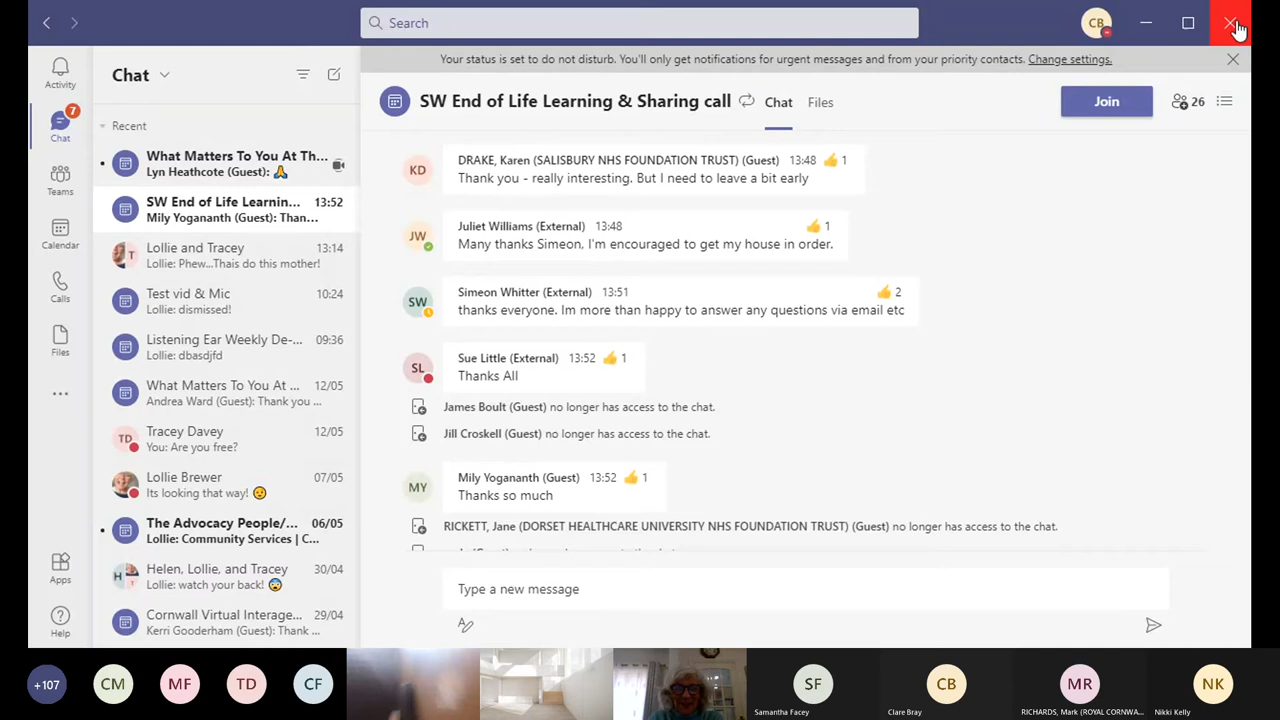 Search
CB
Your status is set to do not disturb. You'll only get notifications for urgent messages and from your priority contacts. Change settings.
Activity
7
Chat
Teams
Calendar
Calls
Files
Apps
Help
Chat
Recent
What Matters To You At Th...
Lyn Heathcote (Guest): 🙏
SW End of Life Learnin... 13:52
Mily Yogananth (Guest): Than...
Lollie and Tracey 13:14
Lollie: Phew...Thais do this mother!
Test vid & Mic 10:24
Lollie: dismissed!
Listening Ear Weekly De-... 09:36
Lollie: dbasdjfd
What Matters To You At ... 12/05
Andrea Ward (Guest): Thank you ...
TD
Tracey Davey 12/05
You: Are you free?
Lollie Brewer 07/05
Its looking that way! 😟
The Advocacy People/... 06/05
Lollie: Community Services | C...
H
Helen, Lollie, and Tracey 30/04
Lollie: watch your back! 😨
Cornwall Virtual Interage... 29/04
Kerri Gooderham (Guest): Thank ...
SW End of Life Learning & Sharing call
Chat
Files
Join
26
KD
DRAKE, Karen (SALISBURY NHS FOUNDATION TRUST) (Guest) 13:48 👍 1
Thank you - really interesting. But I need to leave a bit early
JW
Juliet Williams (External) 13:48 👍 1
Many thanks Simeon, I'm encouraged to get my house in order.
SW
Simeon Whitter (External) 13:51 👍 2
thanks everyone. Im more than happy to answer any questions via email etc
SL
Sue Little (External) 13:52 👍 1
Thanks All
James Boult (Guest) no longer has access to the chat.
Jill Croskell (Guest) no longer has access to the chat.
MY
Mily Yogananth (Guest) 13:52 👍 1
Thanks so much
RICKETT, Jane (DORSET HEALTHCARE UNIVERSITY NHS FOUNDATION TRUST) (Guest) no longer has access to the chat.
Type a new message
+107
CM
MF
TD
CF
SF
Samantha Facey
CB
Clare Bray
MR
RICHARDS, Mark (ROYAL CORNWA...
NK
Nikki Kelly